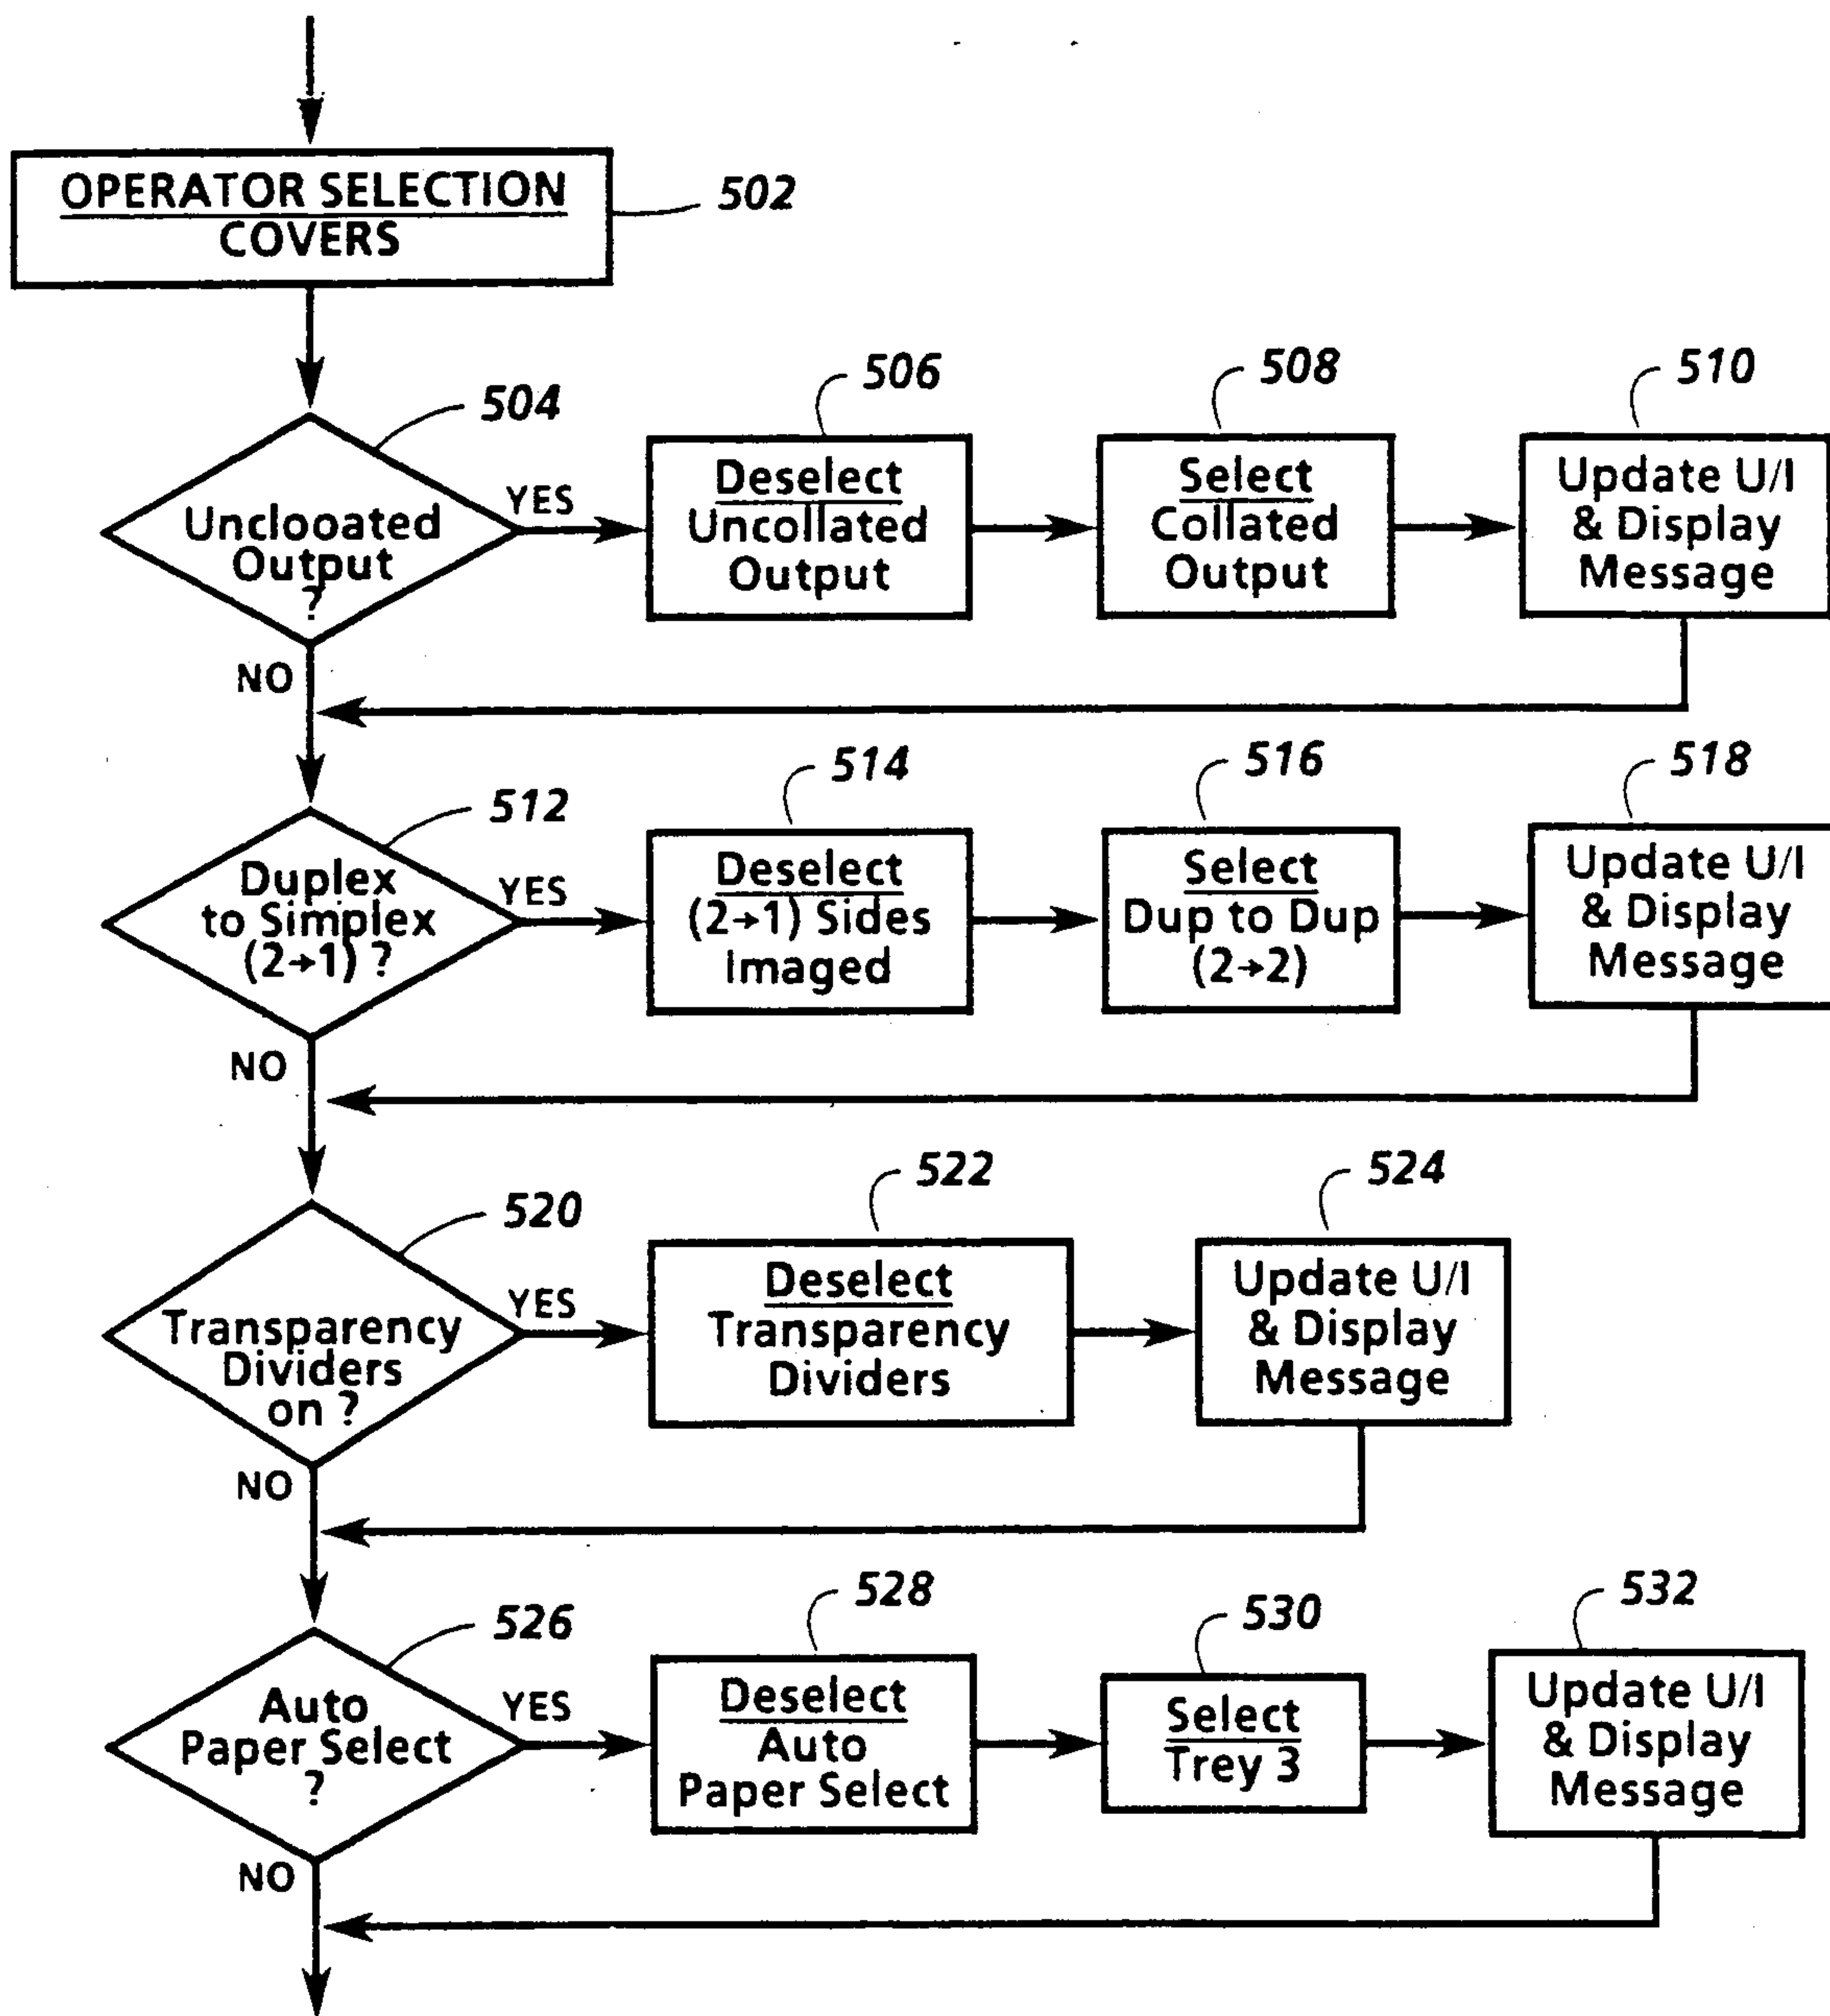 OPERATOR SELECTION
COVERS
502
504
Unclooated
Output
?
YES
NO
506
Deselect
Uncollated
Output
508
Select
Collated
Output
510
Update U/I
& Display
Message
512
Duplex
to Simplex
(2→1) ?
YES
NO
514
Deselect
(2→1) Sides
Imaged
516
Select
Dup to Dup
(2→2)
518
Update U/I
& Display
Message
520
Transparency
Dividers
on ?
YES
NO
522
Deselect
Transparency
Dividers
524
Update U/I
& Display
Message
526
Auto
Paper Select
?
YES
NO
528
Deselect
Auto
Paper Select
530
Select
Trey 3
532
Update U/I
& Display
Message